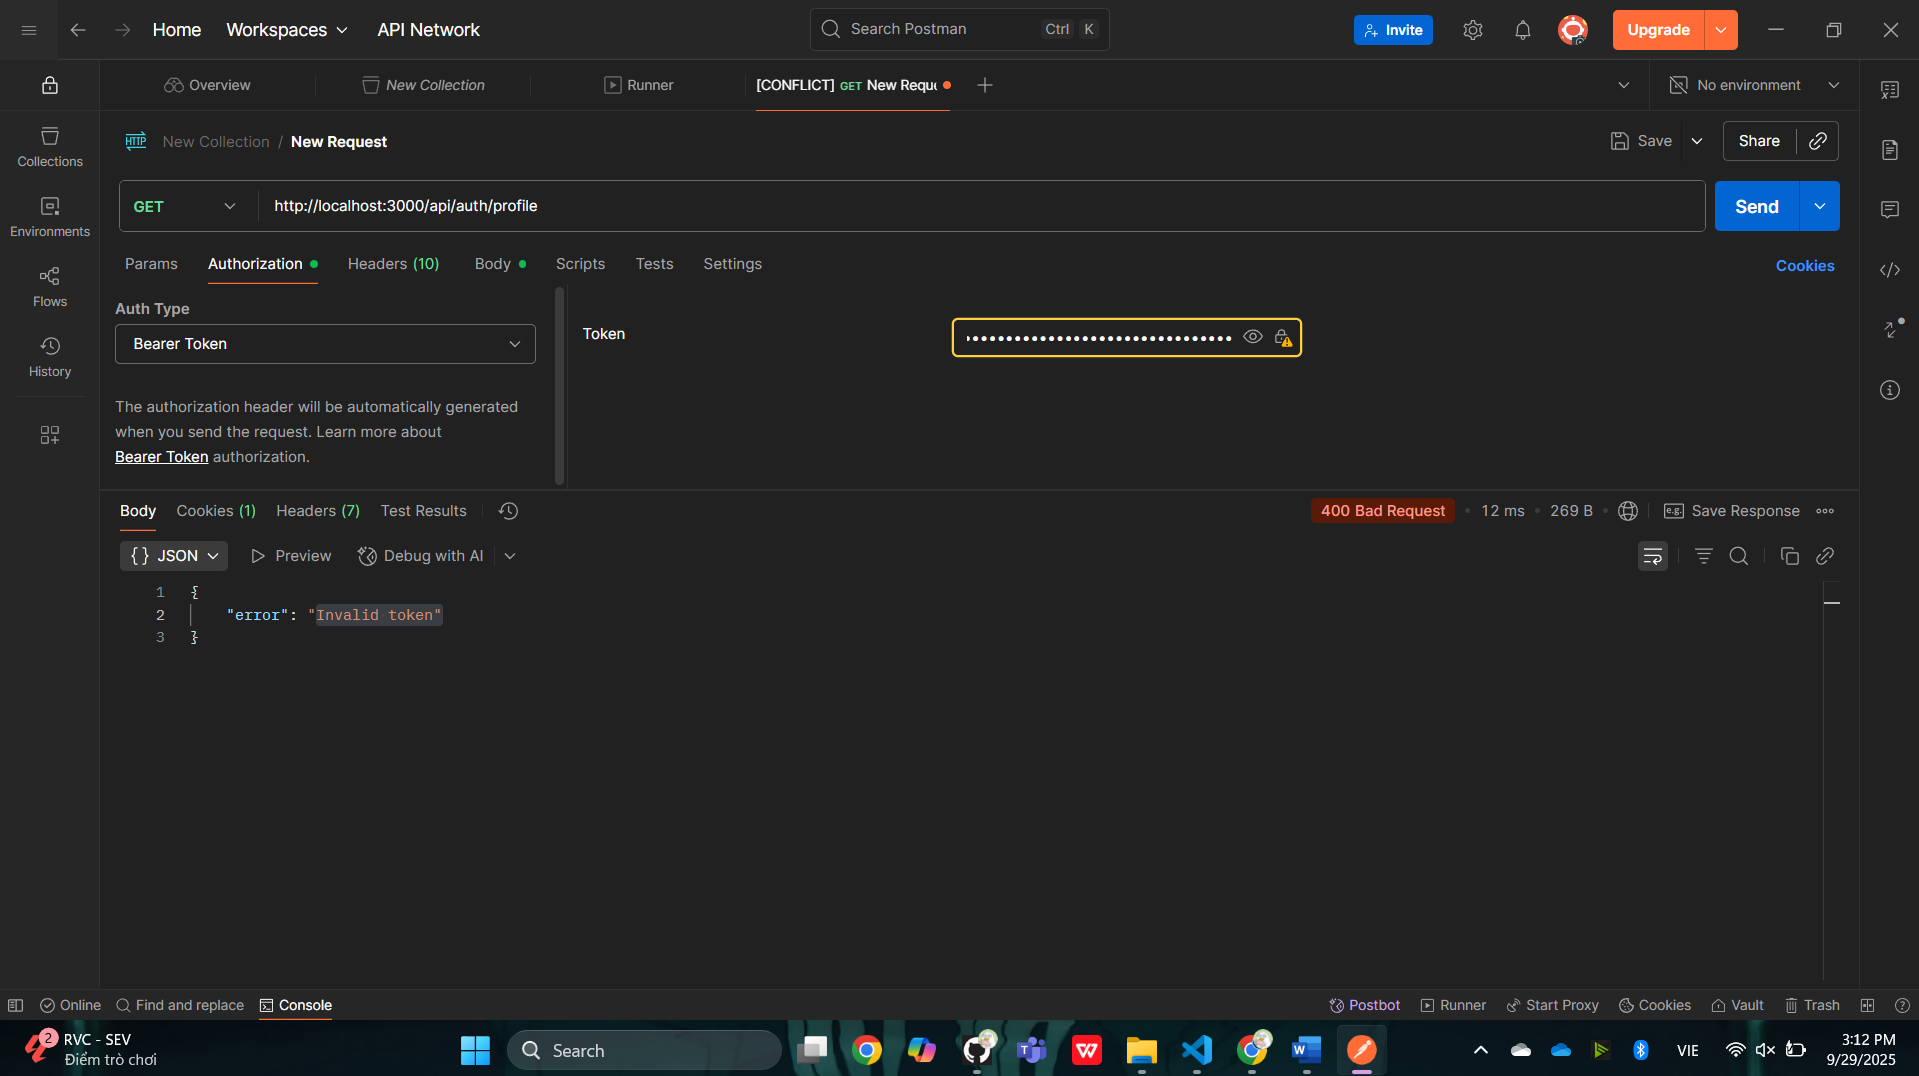 Home
Workspaces
API Network
Search Postman
Ctrl
K
Invite
Upgrade
Overview
New Collection
Runner
[CONFLICT] GET New Requ
No environment
Collections
Environments
Flows
History
HTTP
New Collection / New Request
Save
Share
GET
http://localhost:3000/api/auth/profile
Send
Params
Authorization
Headers (10)
Body
Scripts
Tests
Settings
Cookies
Auth Type
Bearer Token
The authorization header will be automatically generated
when you send the request. Learn more about
Bearer Token authorization.
Token
Body
Cookies (1)
Headers (7)
Test Results
400 Bad Request
12 ms
269 B
e.g.
Save Response
{} JSON
Preview
Debug with AI
1 {
2 "error": "Invalid token"
3 }
Online
Find and replace
Console
Postbot
Runner
Start Proxy
Cookies
Vault
Trash
2
RVC - SEV
Điểm trò chơi
Search
VIE
3:12 PM
9/29/2025